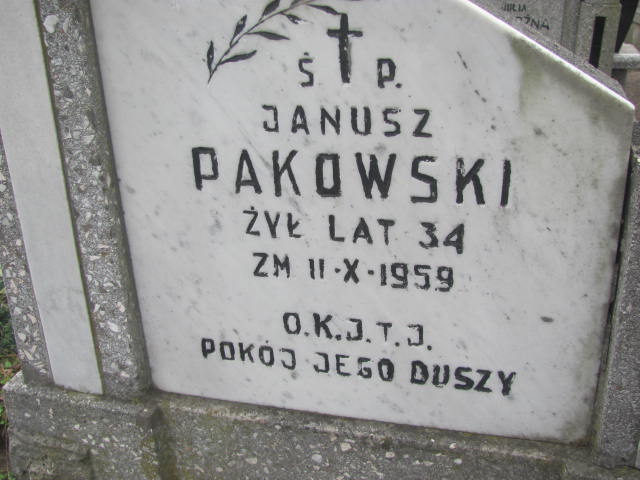 Ś P.
JANUSZ
PAKOWSKI
ŻYŁ LAT 34
ZM 11-X-1959
O.K.J.T.J.
POKÓJ JEGO DUSZY